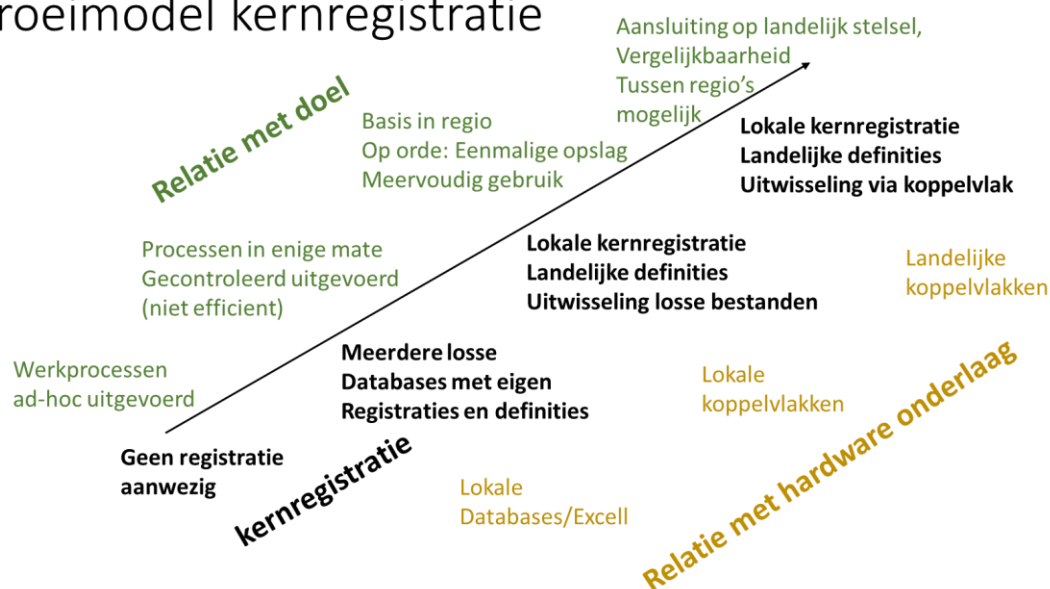 roeimodel kernregistratie
Aansluiting op landelijk stelsel,
Vergelijkbaarheid
Tussen regio's
mogelijk
Relatie met doel
Basis in regio
Op orde: Eenmalige opslag
Meervoudig gebruik
Lokale kernregistratie
Landelijke definities
Uitwisseling via koppelvlak
Processen in enige mate
Gecontroleerd uitgevoerd
(niet efficient)
Lokale kernregistratie
Landelijke definities
Uitwisseling losse bestanden
Landelijke
koppelvlakken
Werkprocessen
ad-hoc uitgevoerd
Meerdere losse
Databases met eigen
Registraties en definities
Lokale
koppelvlakken
Geen registratie
aanwezig
kernregistratie
Lokale
Databases/Excell
Relatie met hardware onderlaag